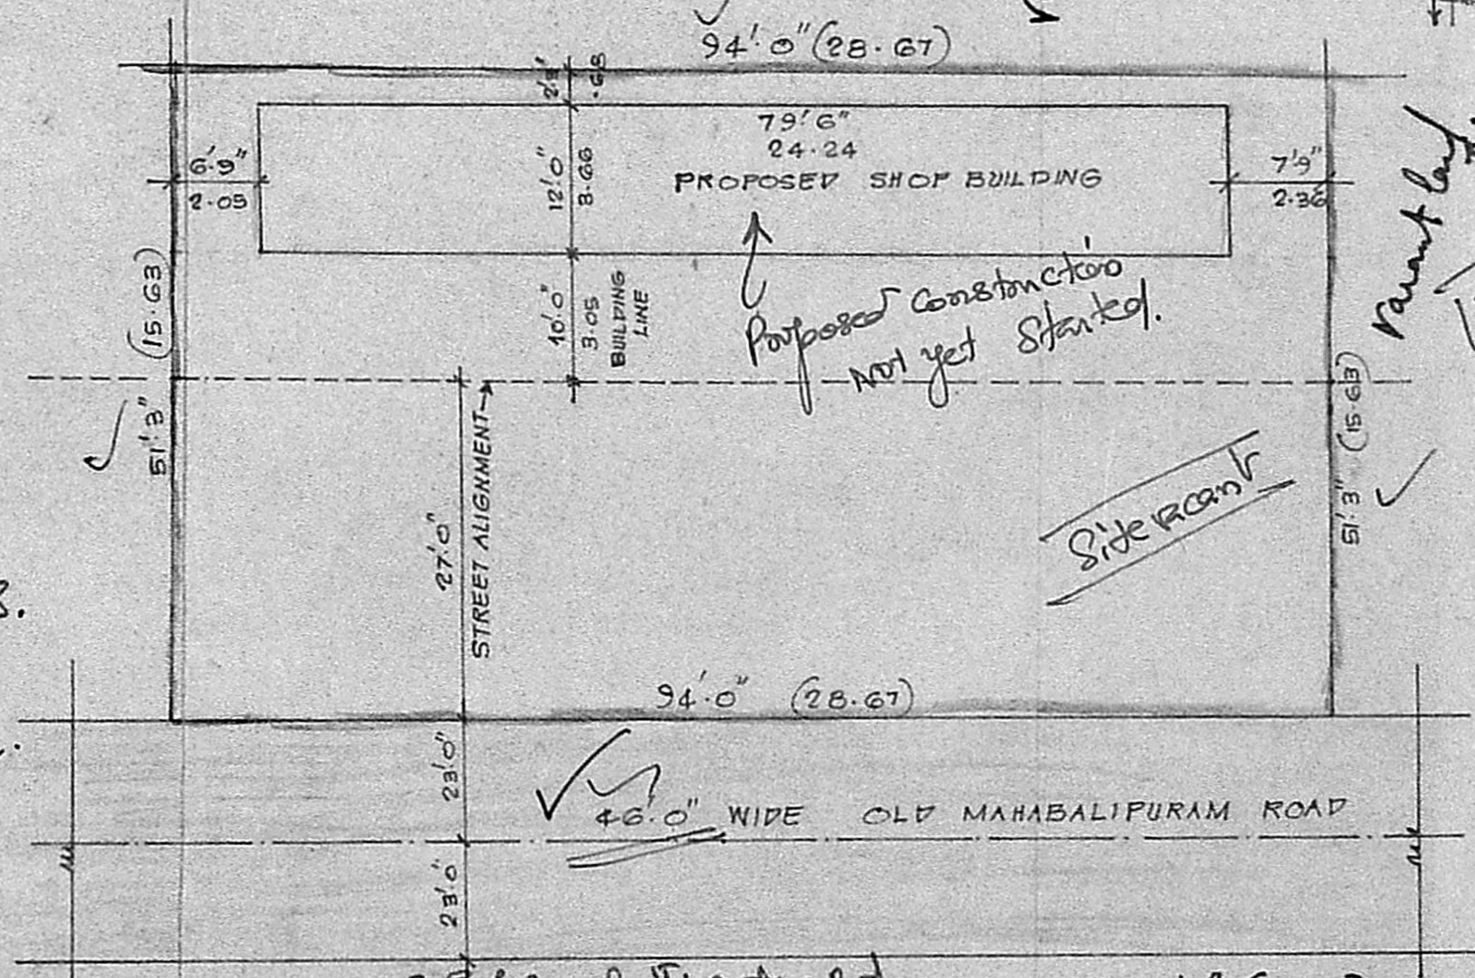 94'.0" (28.67)
2'3"
.68
79'6"
24.24
PROPOSED SHOP BUILDING
6'.9"
2.05
12'.0"
3.66
7'9"
2.36
vacant
Proposed Construction
Not yet Started.
10'.0"
3.05
BUILDING
LINE
51'.3" (15.63)
51'.3" (15.63)
27'.0"
STREET ALIGNMENT
Site vacant
94'.0" (28.67)
23'.0"
46'.0" WIDE OLD MAHABALIPURAM ROAD
23'.0"